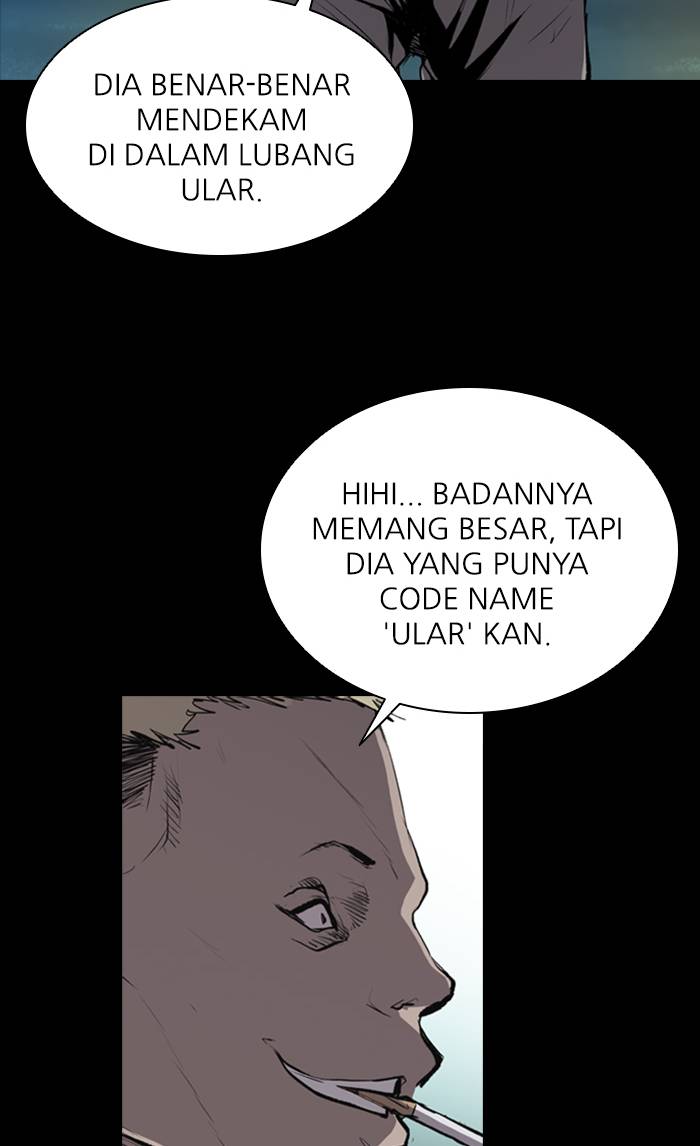 DIA BENAR-BENAR
MENDEKAM
DI DALAM LUBANG
ULAR.
HIHI... BADANNYA
MEMANG BESAR, TAPI
DIA YANG PUNYA
CODE NAME
'ULAR' KAN.